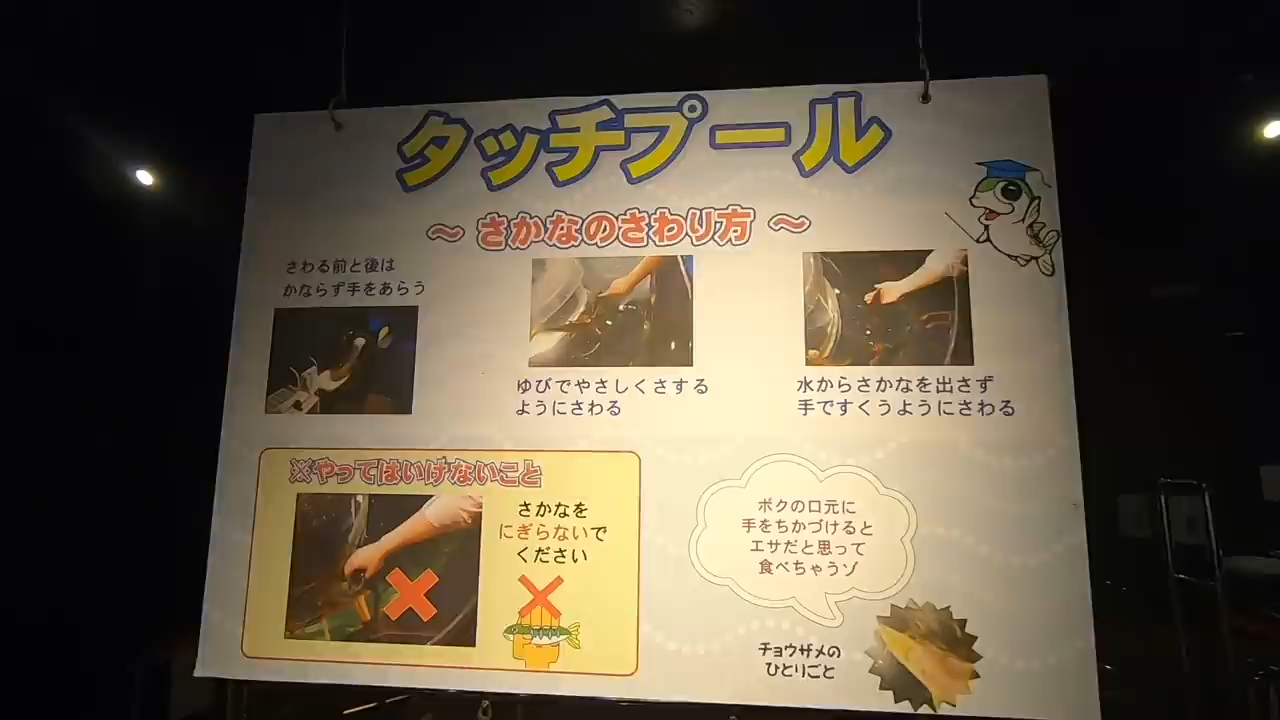 タッチプール
～ さかなのさわり方 ～
さわる前と後は
かならず手をあらう
ゆびでやさしくさする
ようにさわる
水からさかなを出さず
手ですくうようにさわる
※やってはいけないこと
さかなを
にぎらないで
ください
ボクの口元に
手をちかづけると
エサだと思って
食べちゃうゾ
チョウザメの
ひとりごと